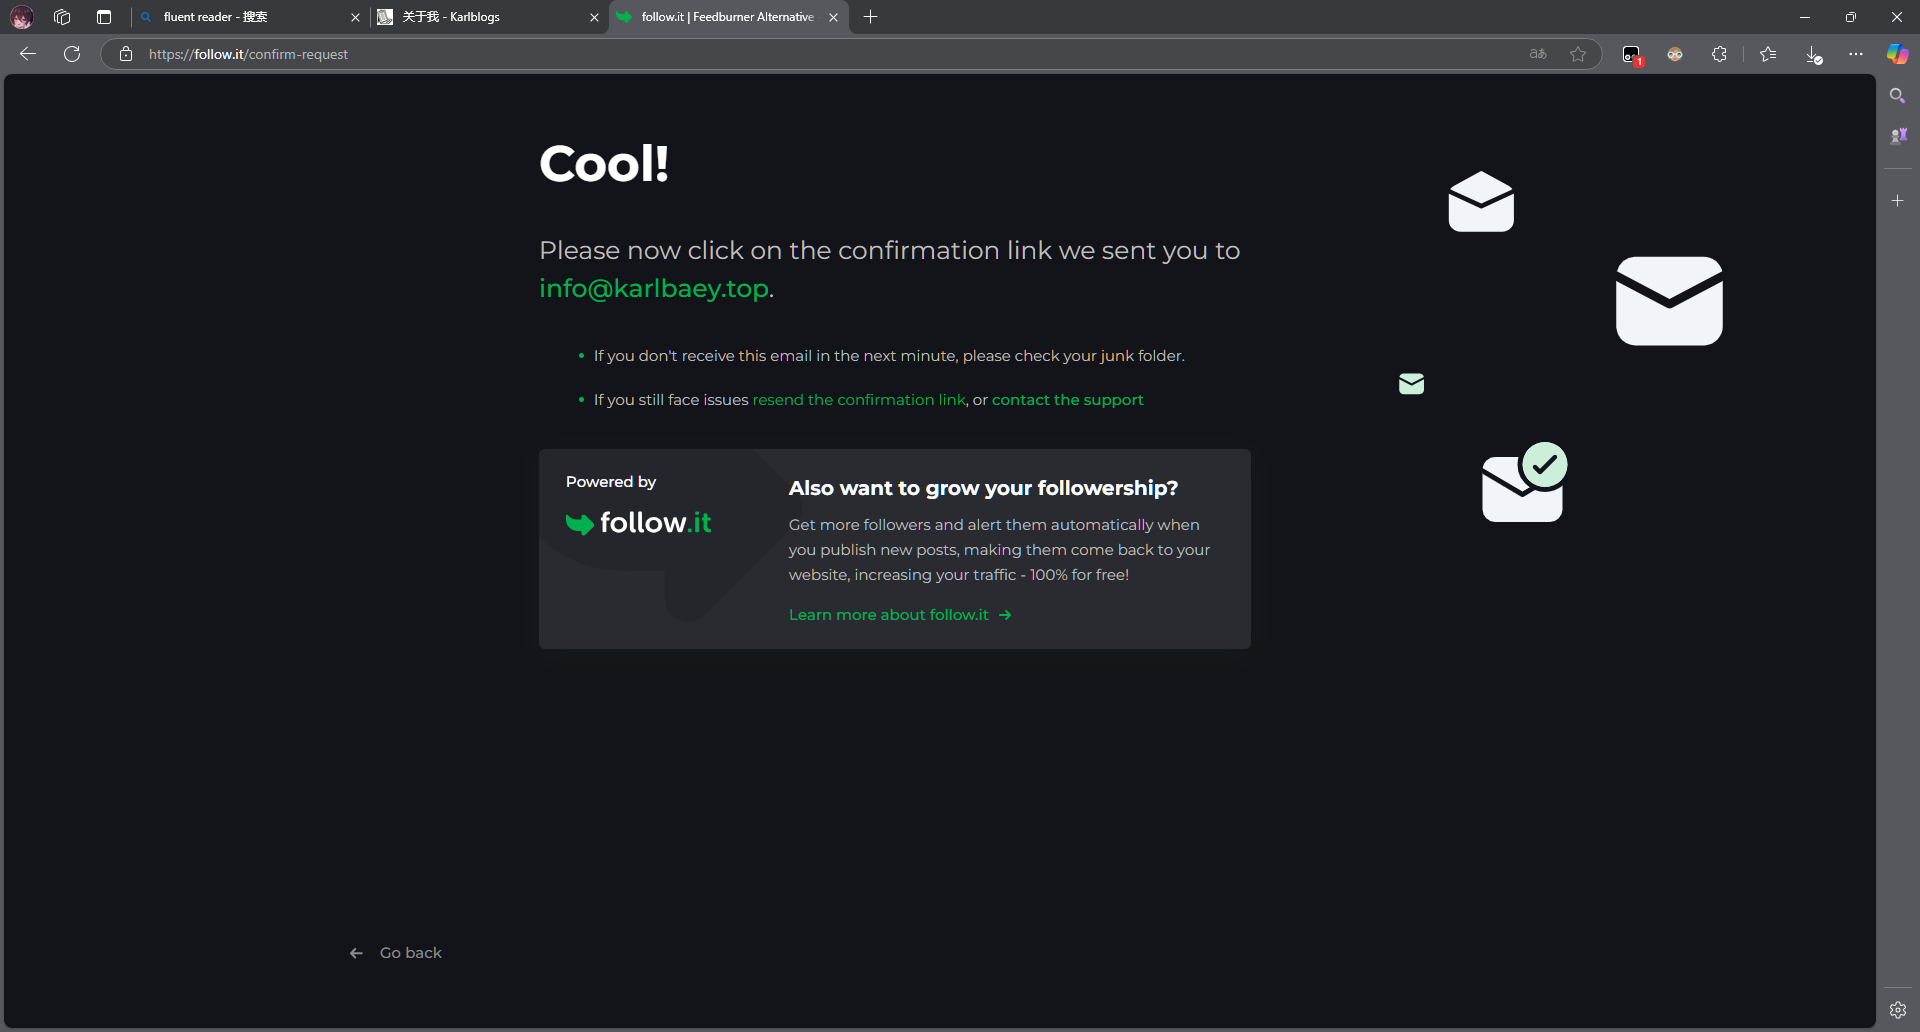 fluent reader - 搜索
关于我 - Karlblogs
follow.it | Feedburner Alternative
https://follow.it/confirm-request
aあ
1
Cool!
Please now click on the confirmation link we sent you to
info@karlbaey.top.
If you don't receive this email in the next minute, please check your junk folder.
If you still face issues resend the confirmation link, or contact the support
Powered by
follow.it
Also want to grow your followership?
Get more followers and alert them automatically when
you publish new posts, making them come back to your
website, increasing your traffic - 100% for free!
Learn more about follow.it →
← Go back